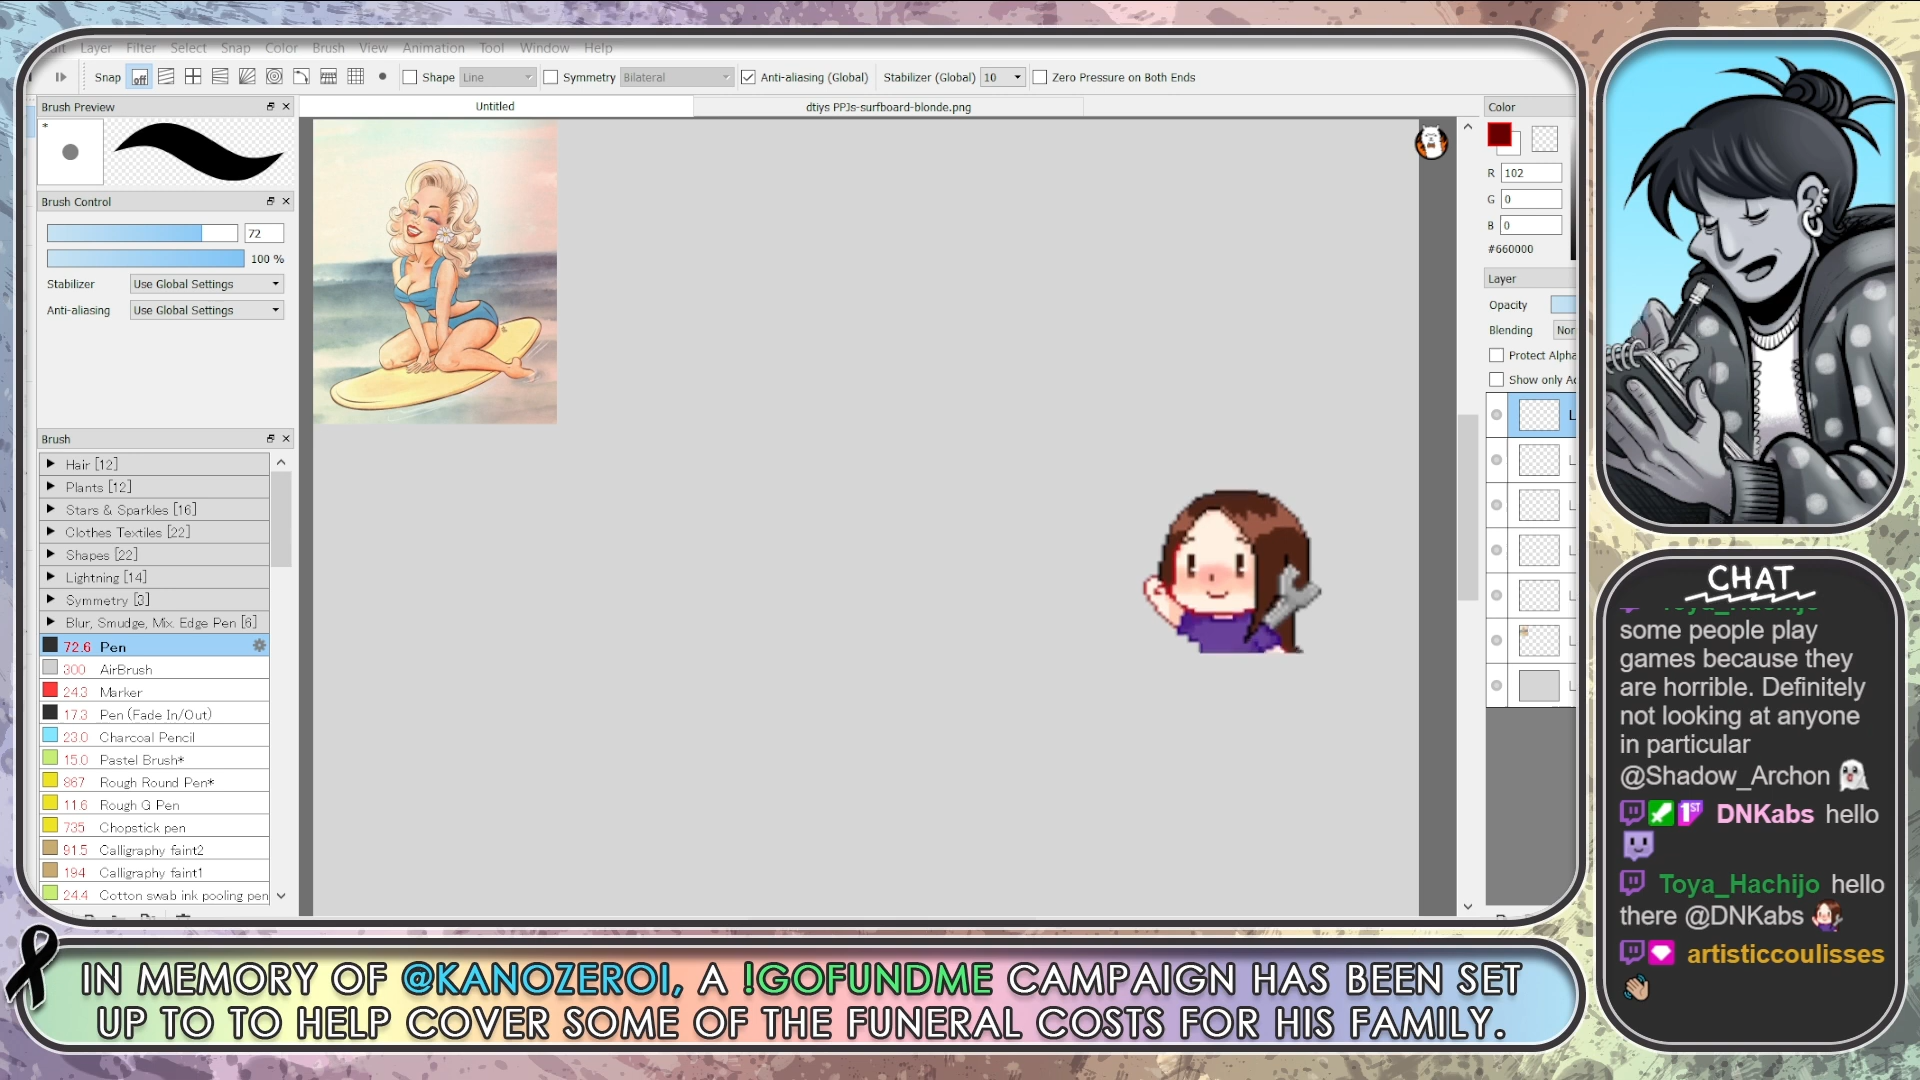 Layer Filter Select Snap Color Brush View Animation Tool Window Help
Snap off Shape Line Symmetry Bilateral Anti-aliasing (Global) Stabilizer (Global) 10 Zero Pressure on Both Ends
Brush Preview
Untitled
dtiys PPJs-surfboard-blonde.png
*
Brush Control
72
100 %
Stabilizer Use Global Settings
Anti-aliasing Use Global Settings
Brush
Hair [12]
Plants [12]
Stars & Sparkles [16]
Clothes Textiles [22]
Shapes [22]
Lightning [14]
Symmetry [3]
Blur, Smudge, Mix. Edge Pen [6]
72.6 Pen
300 AirBrush
24.3 Marker
17.3 Pen (Fade In/Out)
23.0 Charcoal Pencil
15.0 Pastel Brush*
867 Rough Round Pen*
11.6 Rough G Pen
735 Chopstick pen
91.5 Calligraphy faint2
194 Calligraphy faint1
24.4 Cotton swab ink pooling pen
Color
R 102
G 0
B 0
#660000
Layer
Opacity
Blending Nor
Protect Alpha
Show only Ac
L
L
L
L
L
L
L
CHAT
Toya_Hachijo
some people play
games because they
are horrible. Definitely
not looking at anyone
in particular
@Shadow_Archon
1ST DNKabs hello
Toya_Hachijo hello
there @DNKabs
artisticcoulisses
IN MEMORY OF @KANOZEROI, A !GOFUNDME CAMPAIGN HAS BEEN SET
UP TO TO HELP COVER SOME OF THE FUNERAL COSTS FOR HIS FAMILY.